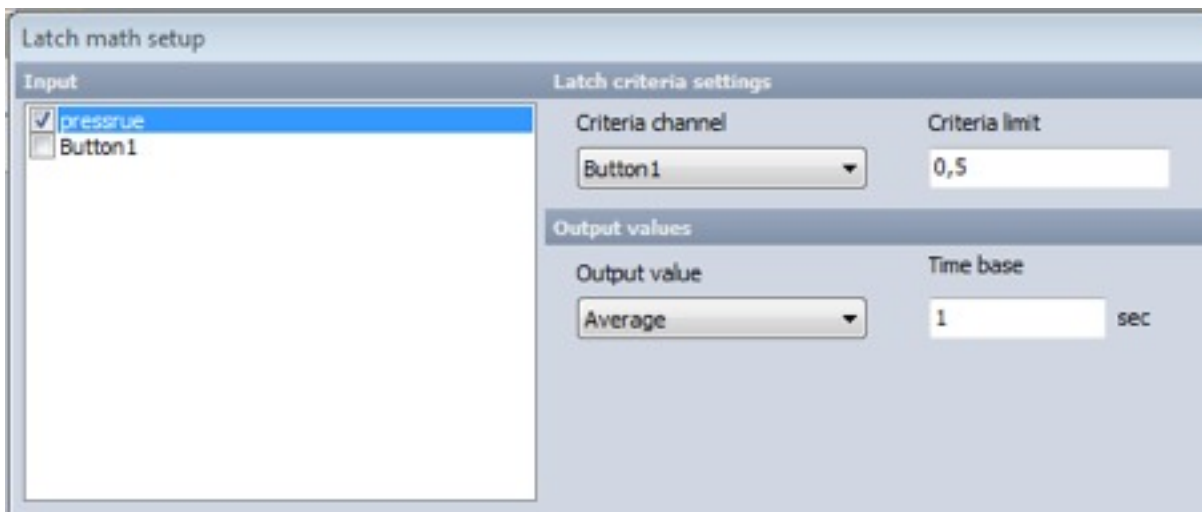 Latch math setup
Input
pressrue
Button1
Latch criteria settings
Criteria channel
Criteria limit
Button1
0,5
Output values
Output value
Time base
Average
1
sec